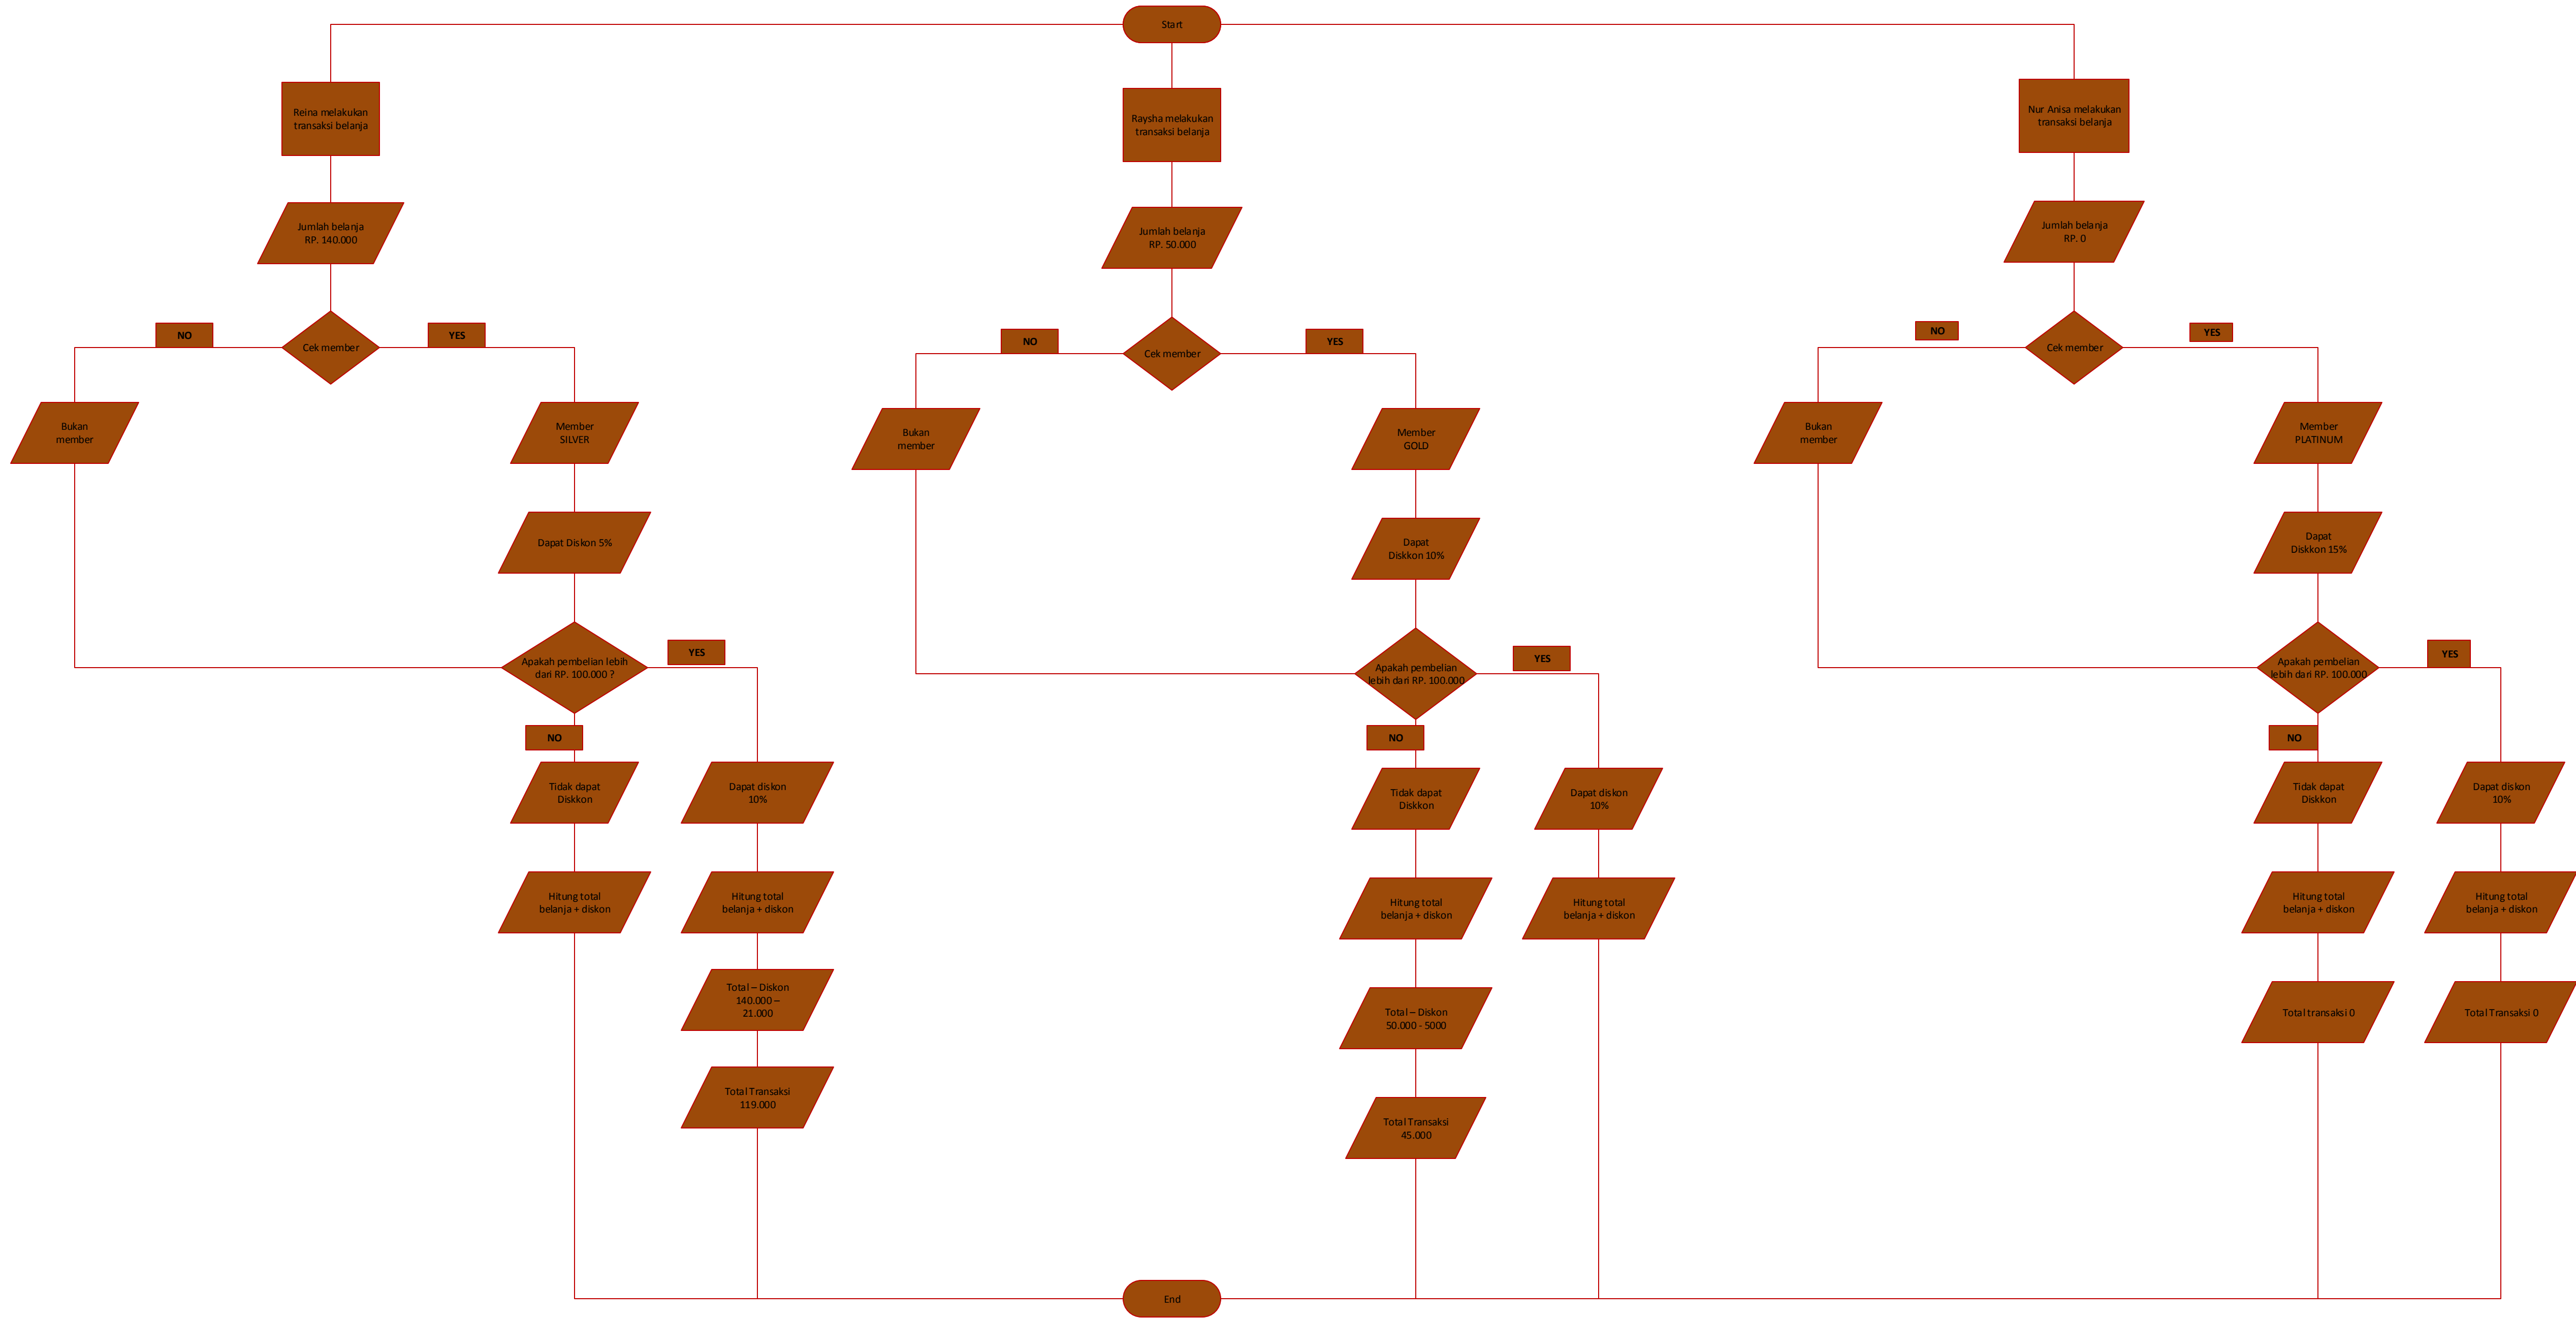 Start
Reina melakukan
transaksi belanja
Jumlah belanja
RP. 140.000
Cek member
NO
YES
Bukan
member
Member
SILVER
Dapat Diskon 5%
Apakah pembelian lebih
dari RP. 100.000 ?
YES
NO
Tidak dapat
Diskkon
Dapat diskon
10%
Hitung total
belanja + diskon
Hitung total
belanja + diskon
Total – Diskon
140.000 –
21.000
Total Transaksi
119.000
Raysha melakukan
transaksi belanja
Jumlah belanja
RP. 50.000
Cek member
NO
YES
Bukan
member
Member
GOLD
Dapat
Diskkon 10%
Apakah pembelian
lebih dari RP. 100.000
YES
NO
Tidak dapat
Diskkon
Dapat diskon
10%
Hitung total
belanja + diskon
Hitung total
belanja + diskon
Total – Diskon
50.000 - 5000
Total Transaksi
45.000
Nur Anisa melakukan
transaksi belanja
Jumlah belanja
RP. 0
Cek member
NO
YES
Bukan
member
Member
PLATINUM
Dapat
Diskkon 15%
Apakah pembelian
lebih dari RP. 100.000
YES
NO
Tidak dapat
Diskkon
Dapat diskon
10%
Hitung total
belanja + diskon
Hitung total
belanja + diskon
Total transaksi 0
Total Transaksi 0
End